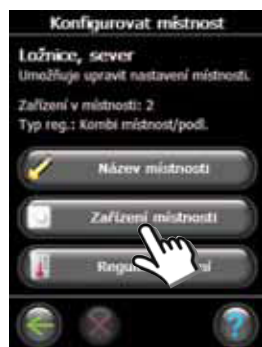 Konfigurovat místnost
Ložnice, sever
Umožňuje upravit nastavení místnosti.
Zařízení v místnosti: 2
Typ reg.: Kombi místnost/podl.
Název místnosti
Zařízení místnosti
?